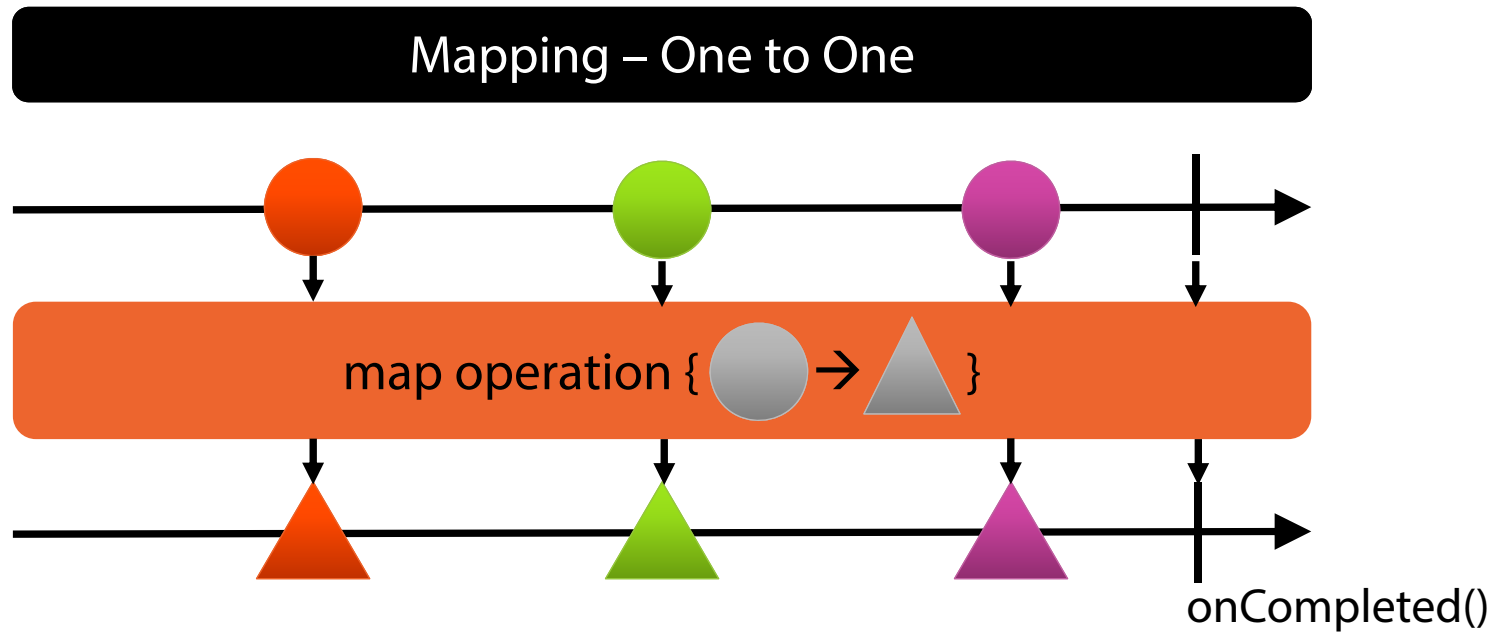 Mapping – One to One
map operation { → }
onCompleted()